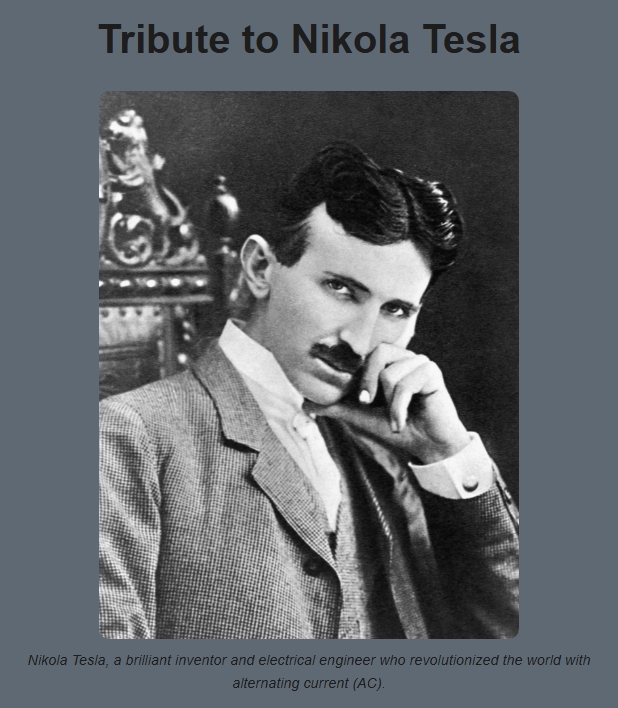 Tribute to Nikola Tesla
Nikola Tesla, a brilliant inventor and electrical engineer who revolutionized the world with
alternating current (AC).